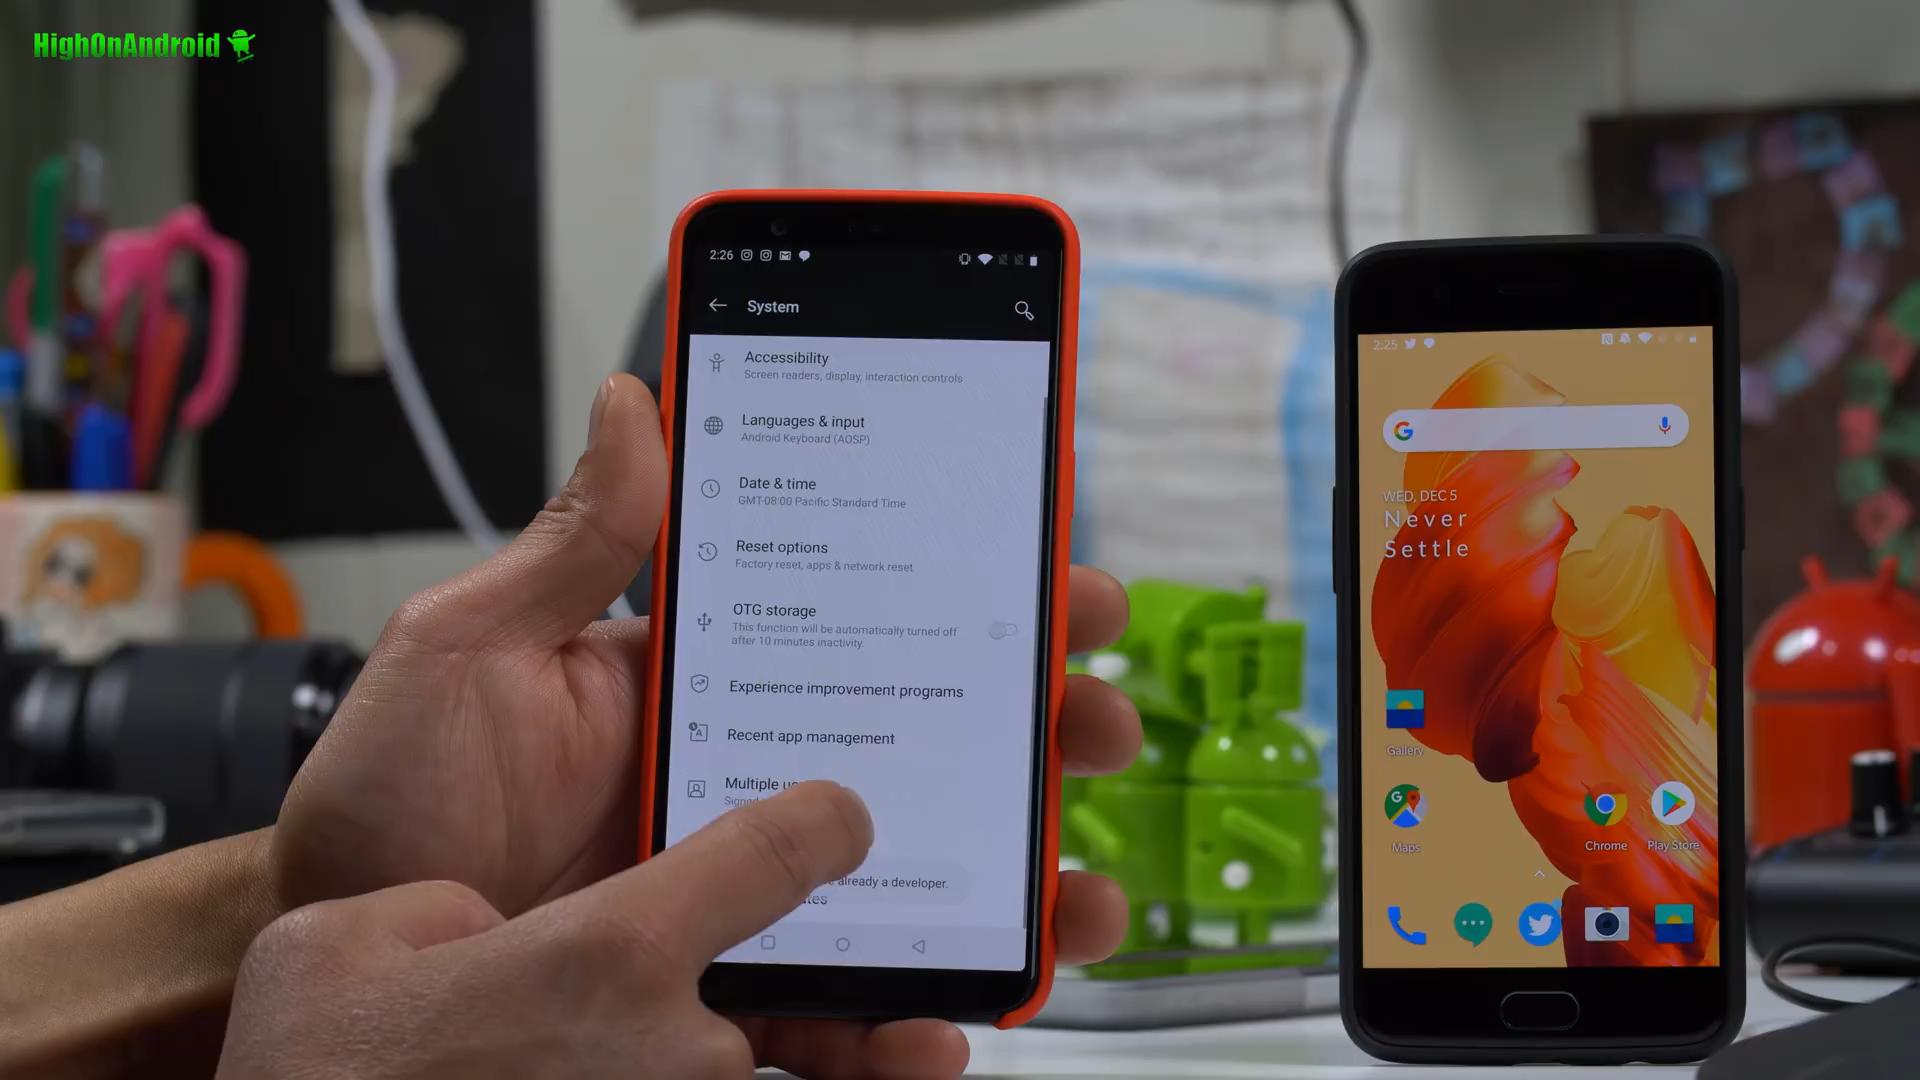 HighOnAndroid
2:26
System
Accessibility
Screen readers, display, interaction controls
Languages & input
Android Keyboard (AOSP)
Date & time
GMT-08:00 Pacific Standard Time
Reset options
Factory reset, apps & network reset
OTG storage
This function will be automatically turned off
after 10 minutes inactivity.
Experience improvement programs
Recent app management
Multiple
already a developer.
2:25
G
WED, DEC 5
Never
Settle
Gallery
G
Maps
Chrome
Play Store